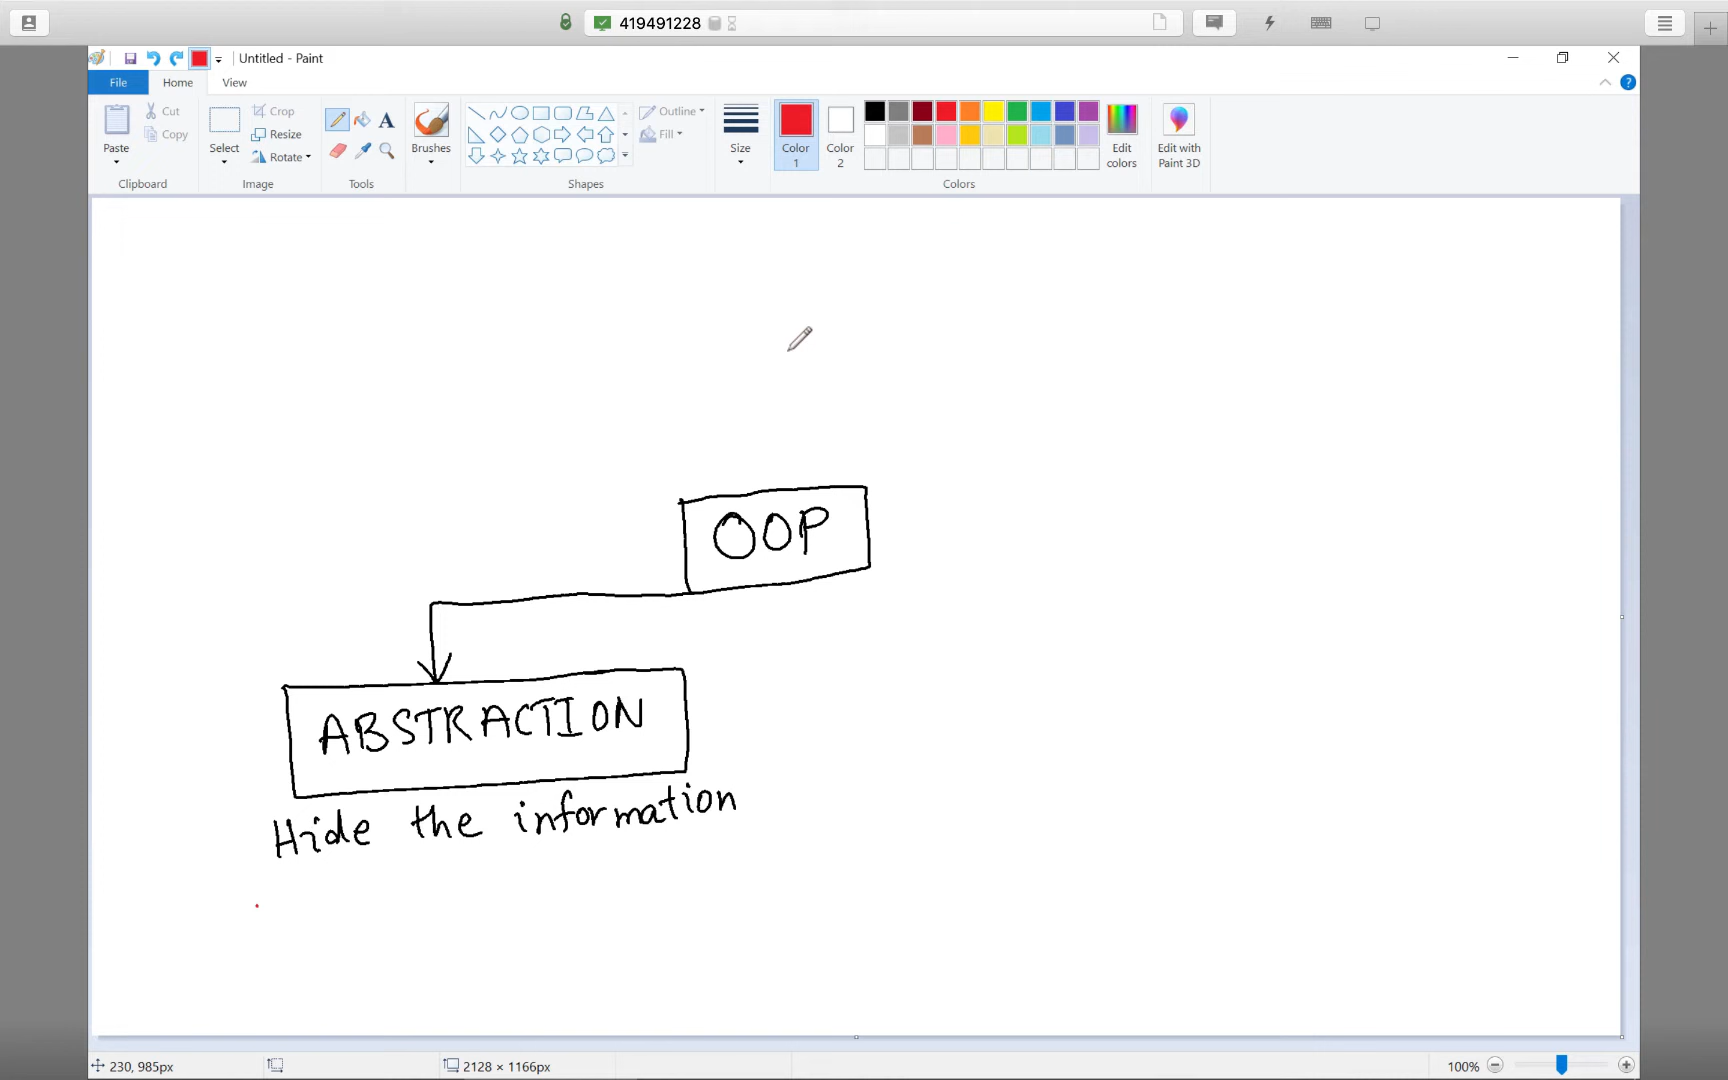 419491228
Untitled - Paint
File Home View
Paste
Cut
Copy
Clipboard
Select
Crop
Resize
Rotate
Image
A
Tools
Brushes
Outline
Fill
Shapes
Size
Color 1
Color 2
Edit colors
Colors
Edit with Paint 3D
OOP
ABSTRACTION
Hide the information
230, 985px
2128 × 1166px
100%